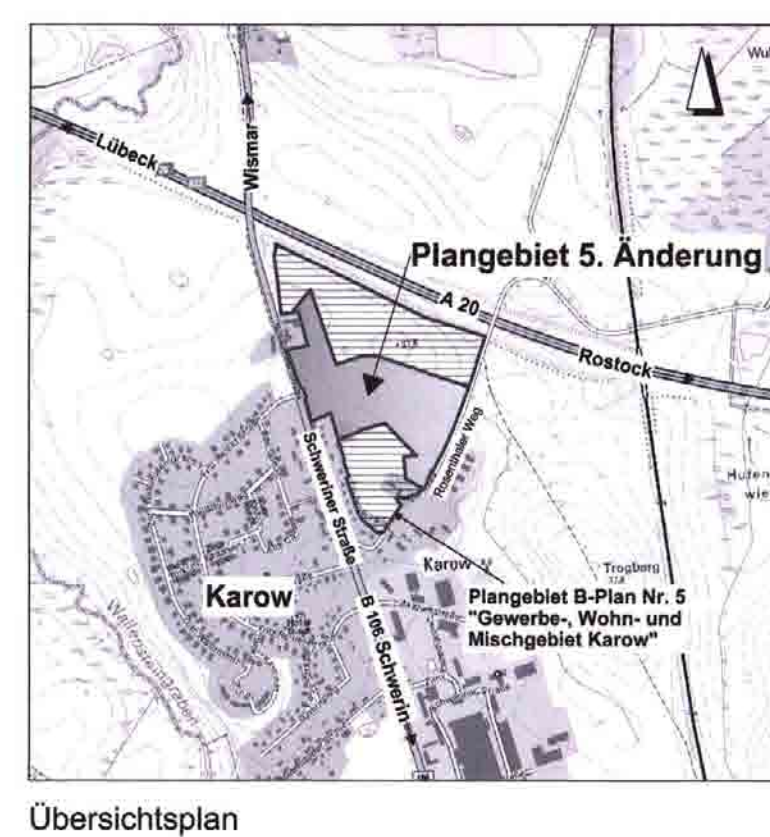 Wismar
Lübeck
Plangebiet 5. Änderung
A 20
Rostock
Rosenthaler Weg
Schweriner Straße
Karow
Karow
Trogberg
Plangebiet B-Plan Nr. 5
"Gewerbe-, Wohn- und
Mischgebiet Karow"
B 106
Schwerin
Wallensteingraben
Übersichtsplan